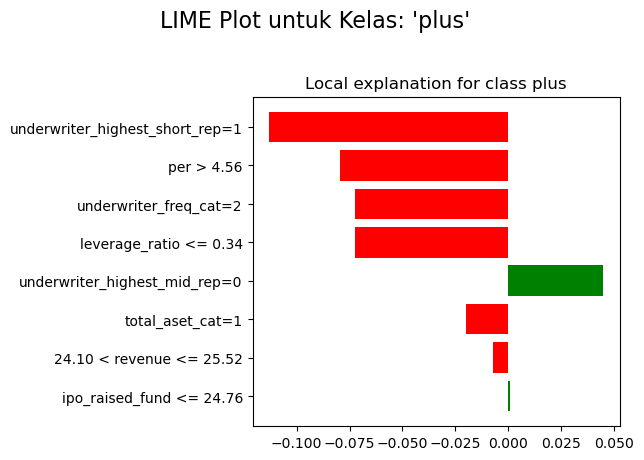 LIME Plot untuk Kelas: 'plus'
Local explanation for class plus
underwriter_highest_short_rep=1
per > 4.56
underwriter_freq_cat=2
leverage_ratio <= 0.34
underwriter_highest_mid_rep=0
total_aset_cat=1
24.10 < revenue <= 25.52
ipo_raised_fund <= 24.76
−0.100 −0.075 −0.050 −0.025 0.000 0.025 0.050